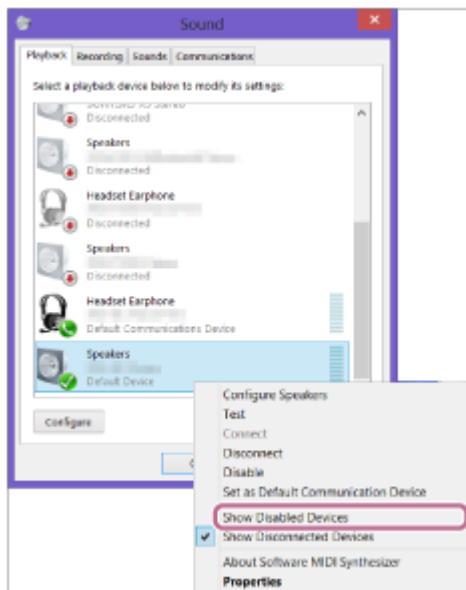 Sound
Playback Recording Sounds Communications
Select a playback device below to modify its settings:
Disconnected
Speakers
Disconnected
Headset Earphone
Disconnected
Speakers
Disconnected
Headset Earphone
Default Communications Device
Speakers
Default Device
Configure
Configure Speakers
Test
Connect
Disconnect
Disable
Set as Default Communication Device
Show Disabled Devices
Show Disconnected Devices
About Software MIDI Synthesizer
Properties